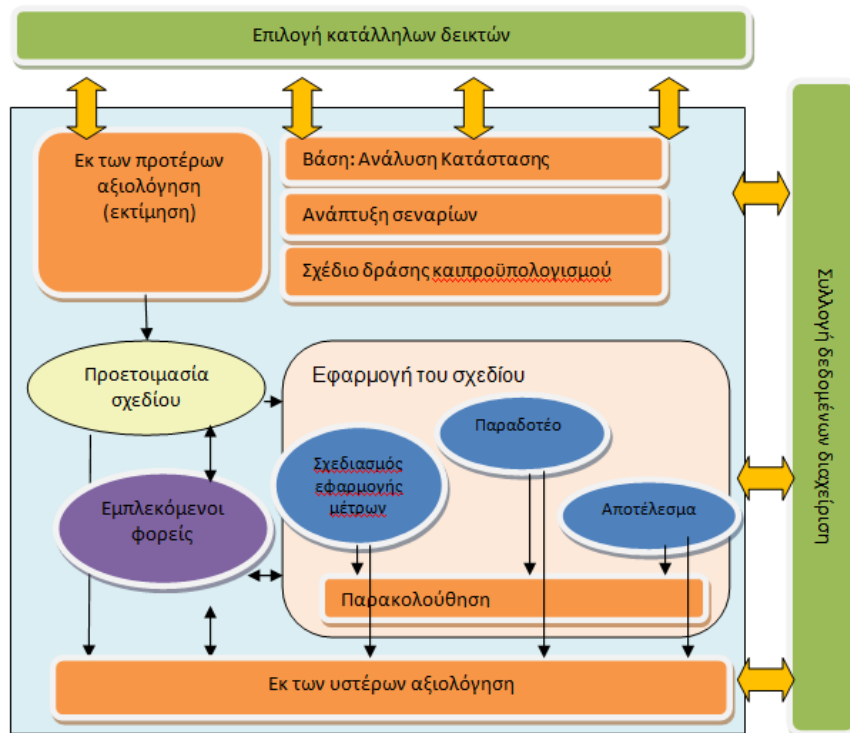 Επιλογή κατάλληλων δεικτών
Εκ των προτέρων
αξιολόγηση
(εκτίμηση)
Βάση: Ανάλυση Κατάστασης
Ανάπτυξη σεναρίων
Σχέδιο δράσης καιπροϋπολογισμού
Προετοιμασία
σχεδίου
Εμπλεκόμενοι
φορείς
Εφαρμογή του σχεδίου
Σχεδιασμός
εφαρμογής
μέτρων
Παραδοτέο
Αποτέλεσμα
Παρακολούθηση
Εκ των υστέρων αξιολόγηση
Συλλογή δεδομένων διαχείριση